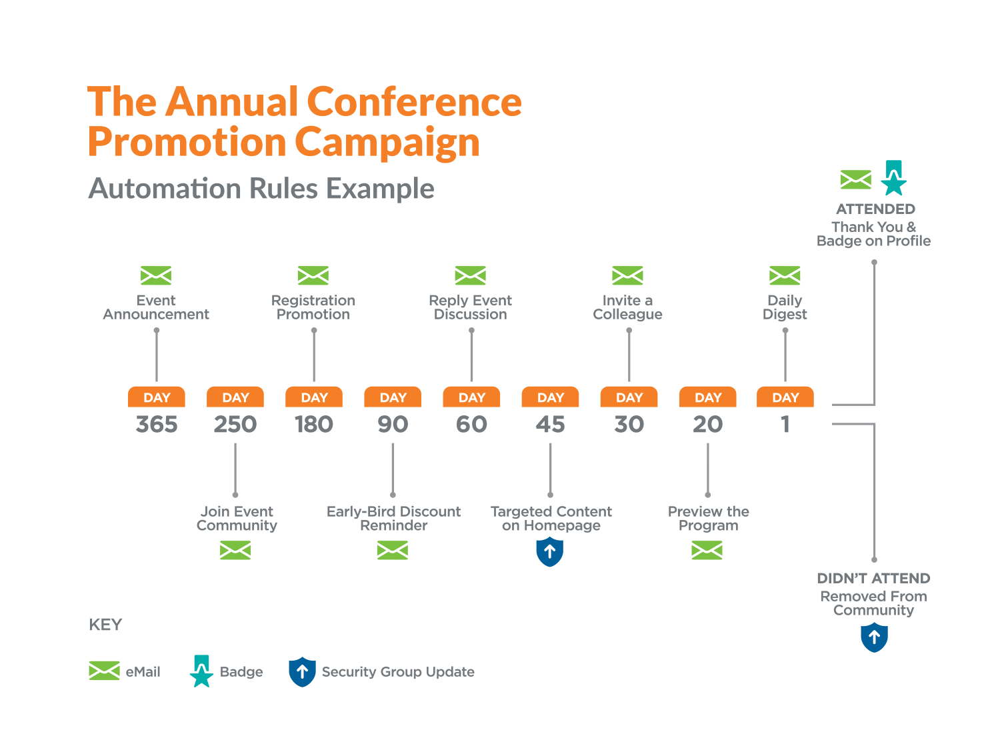 The Annual Conference
Promotion Campaign
Automation Rules Example
ATTENDED
Thank You &
Badge on Profile
Event
Announcement
Registration
Promotion
Reply Event
Discussion
Invite a
Colleague
Daily
Digest
DAY
365
DAY
250
DAY
180
DAY
90
DAY
60
DAY
45
DAY
30
DAY
20
DAY
1
Join Event
Community
Early-Bird Discount
Reminder
Targeted Content
on Homepage
Preview the
Program
DIDN'T ATTEND
Removed From
Community
KEY
eMail
Badge
Security Group Update